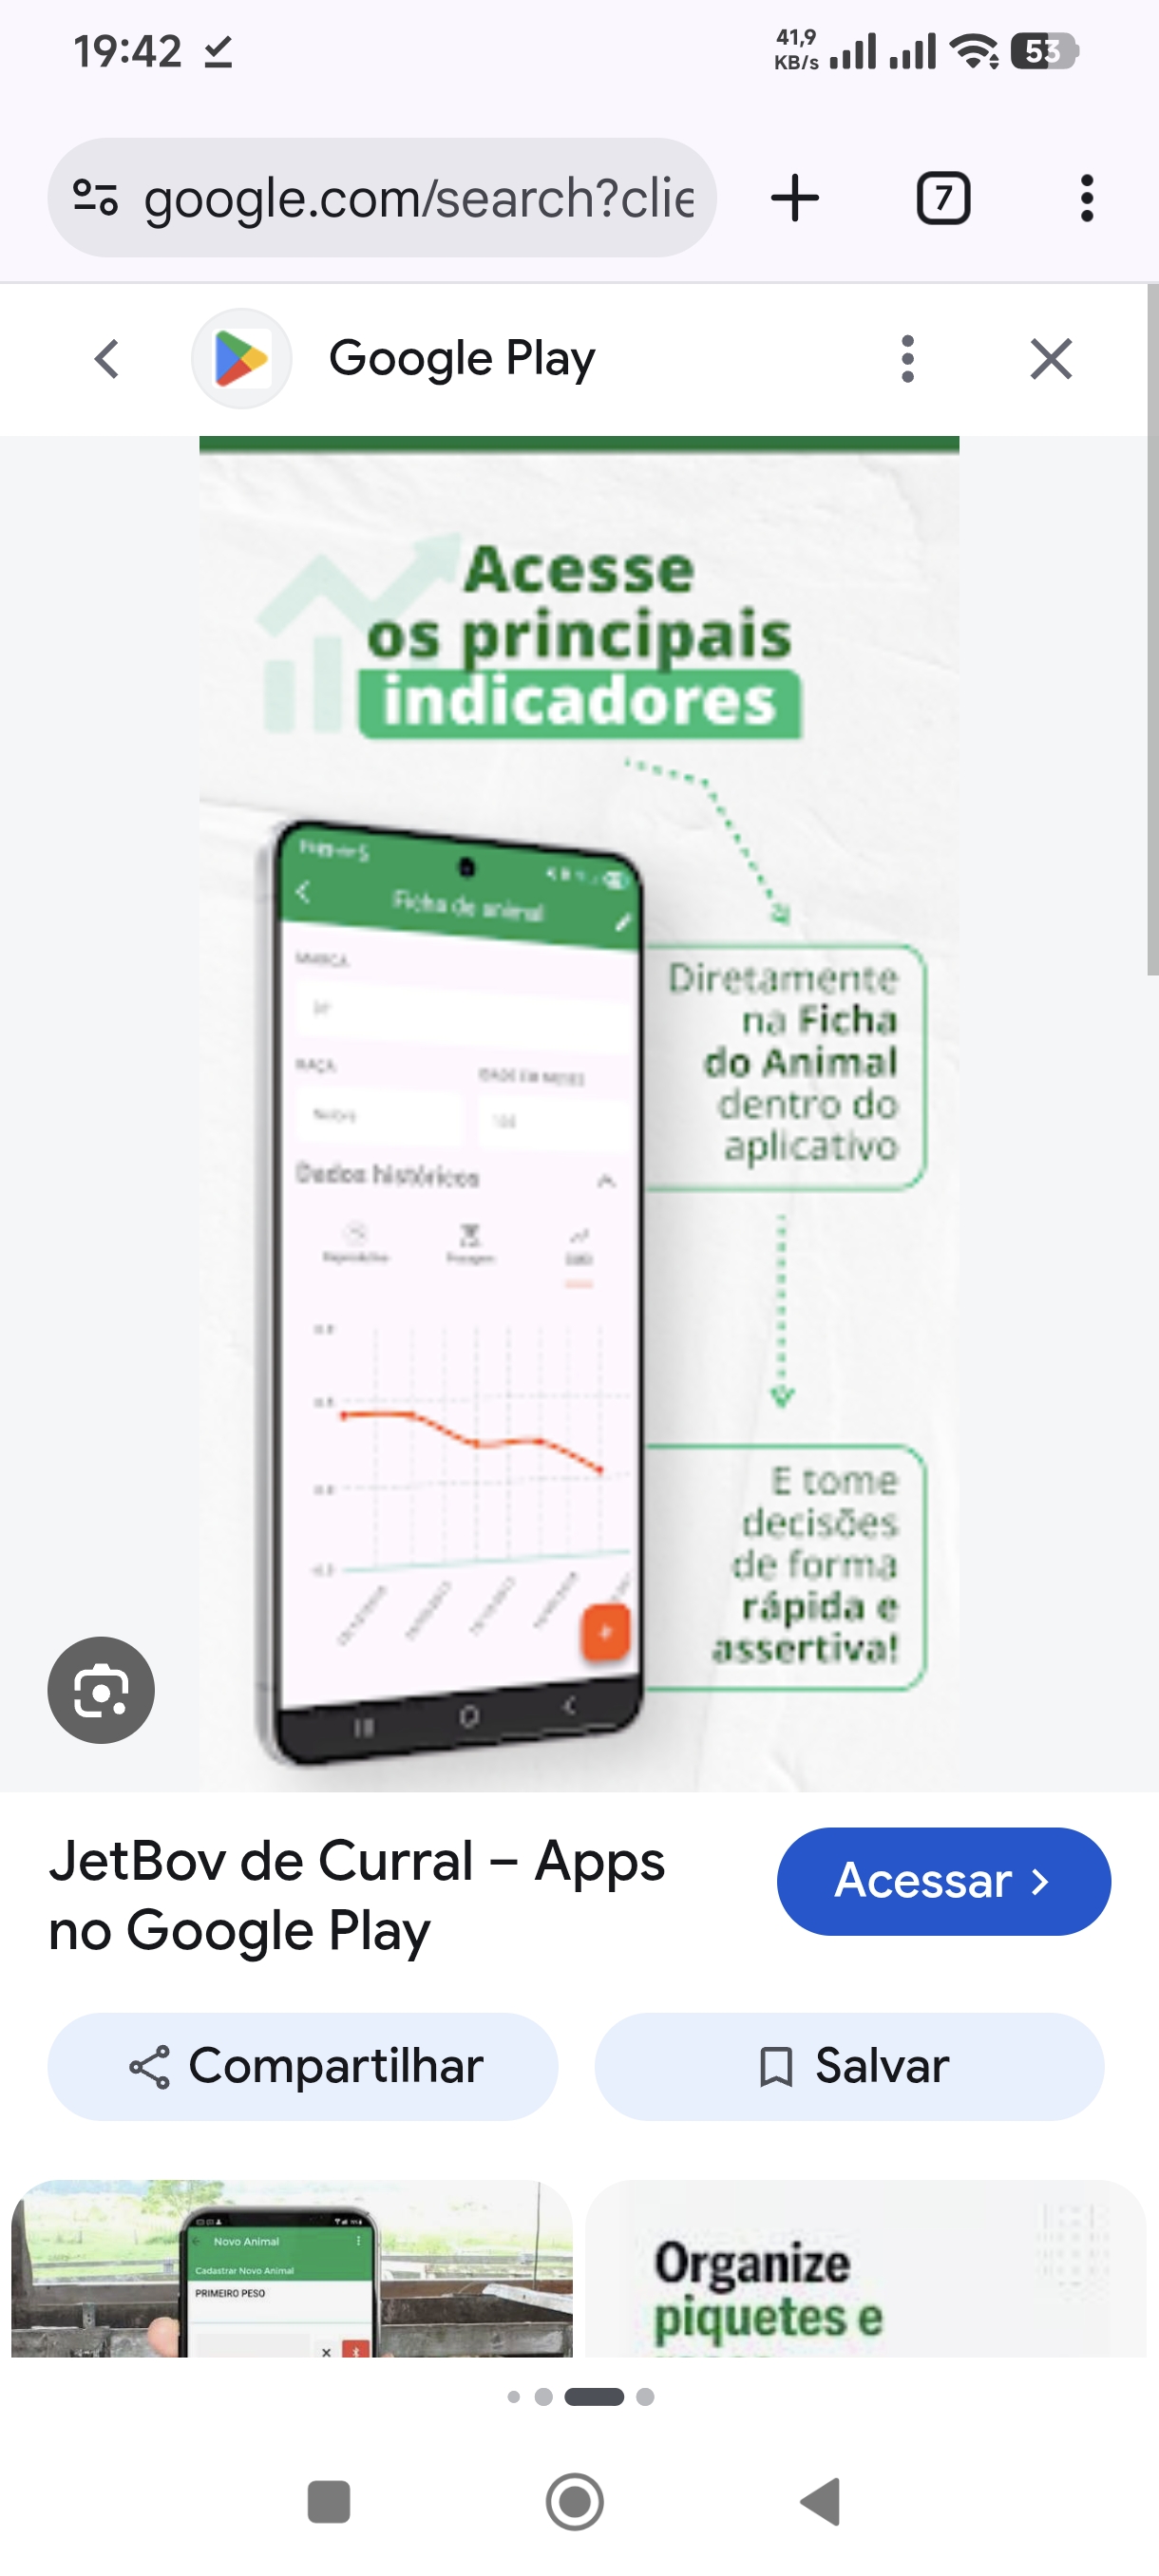 19:42
41,9
KB/s
53
google.com/search?clie
7
Google Play
Acesse
os principais
indicadores
Ficha de animal
Diretamente
na Ficha
do Animal
dentro do
aplicativo
Dados históricos
E tome
decisões
de forma
rápida e
assertiva!
JetBov de Curral – Apps
no Google Play
Acessar
Compartilhar
Salvar
Novo Animal
Cadastrar Novo Animal
PRIMEIRO PESO
Organize
piquetes e